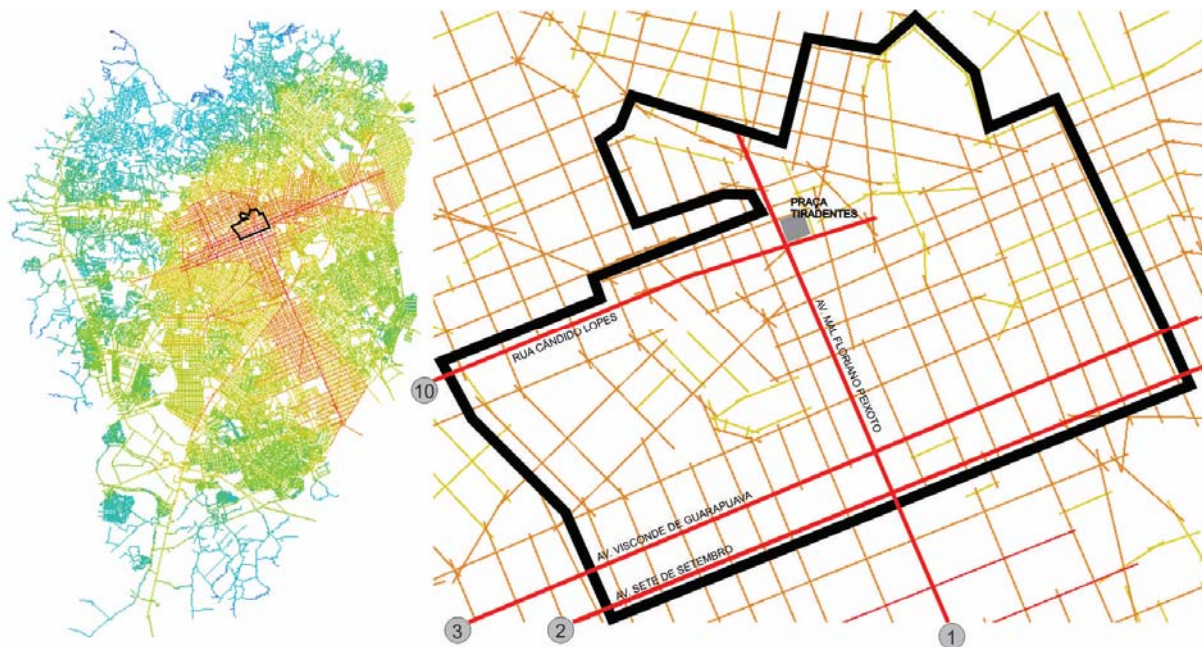 PRAÇA
TIRADENTES
RUA CÂNDIDO LOPES
AV. MAL FLORIANO PEIXOTO
10
AV. VISCONDE DE GUARAPUAVA
AV. SETE DE SETEMBRO
3
2
1